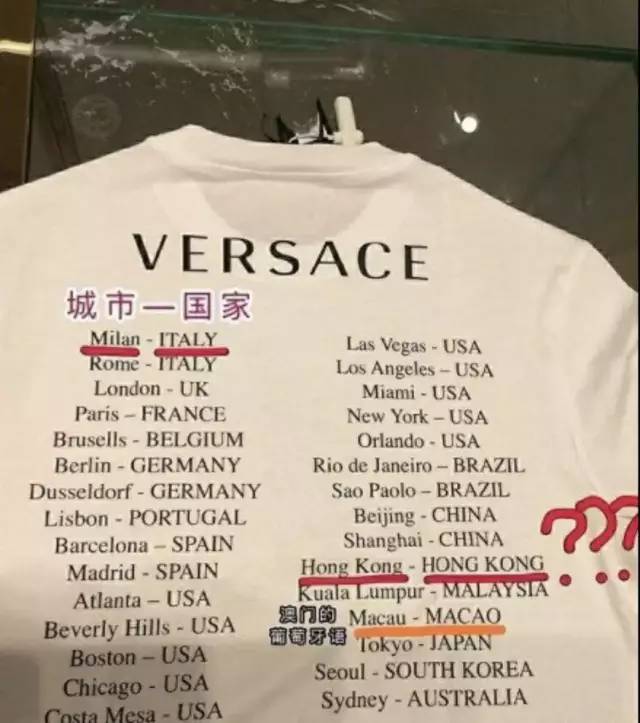 VERSACE
城市—国家
Milan - ITALY
Rome - ITALY
London - UK
Paris – FRANCE
Brusells - BELGIUM
Berlin - GERMANY
Dusseldorf - GERMANY
Lisbon - PORTUGAL
Barcelona – SPAIN
Madrid - SPAIN
Atlanta – USA
Beverly Hills - USA
Boston – USA
Chicago - USA
Costa Mesa - USA
Las Vegas - USA
Los Angeles – USA
Miami - USA
New York – USA
Orlando - USA
Rio de Janeiro – BRAZIL
Sao Paolo – BRAZIL
Beijing - CHINA
Shanghai - CHINA
Hong Kong - HONG KONG
???
Kuala Lumpur - MALAYSIA
澳门的
葡萄牙语
Macau - MACAO
Tokyo - JAPAN
Seoul - SOUTH KOREA
Sydney - AUSTRALIA